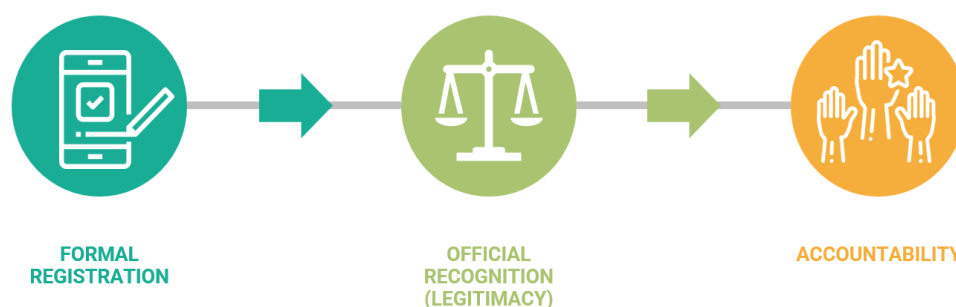 FORMAL
REGISTRATION
OFFICIAL
RECOGNITION
(LEGITIMACY)
ACCOUNTABILITY